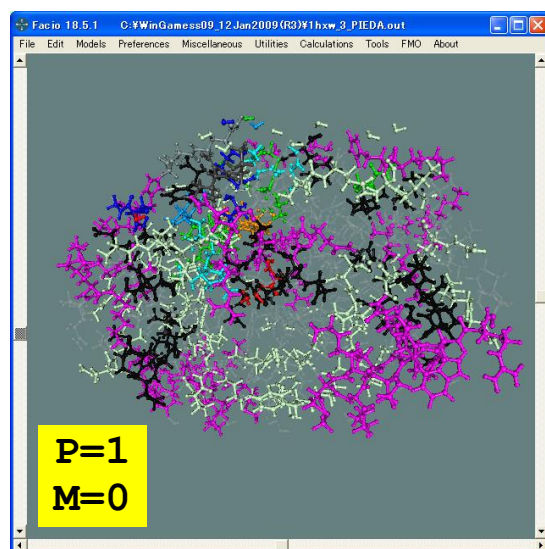 Facio 18.5.1 C:¥WinGamess09_12Jan2009(R3)¥1hxw_3_PIEDA.out
File Edit Models Preferences Miscellaneous Utilities Calculations Tools FMO About
P=1
M=0